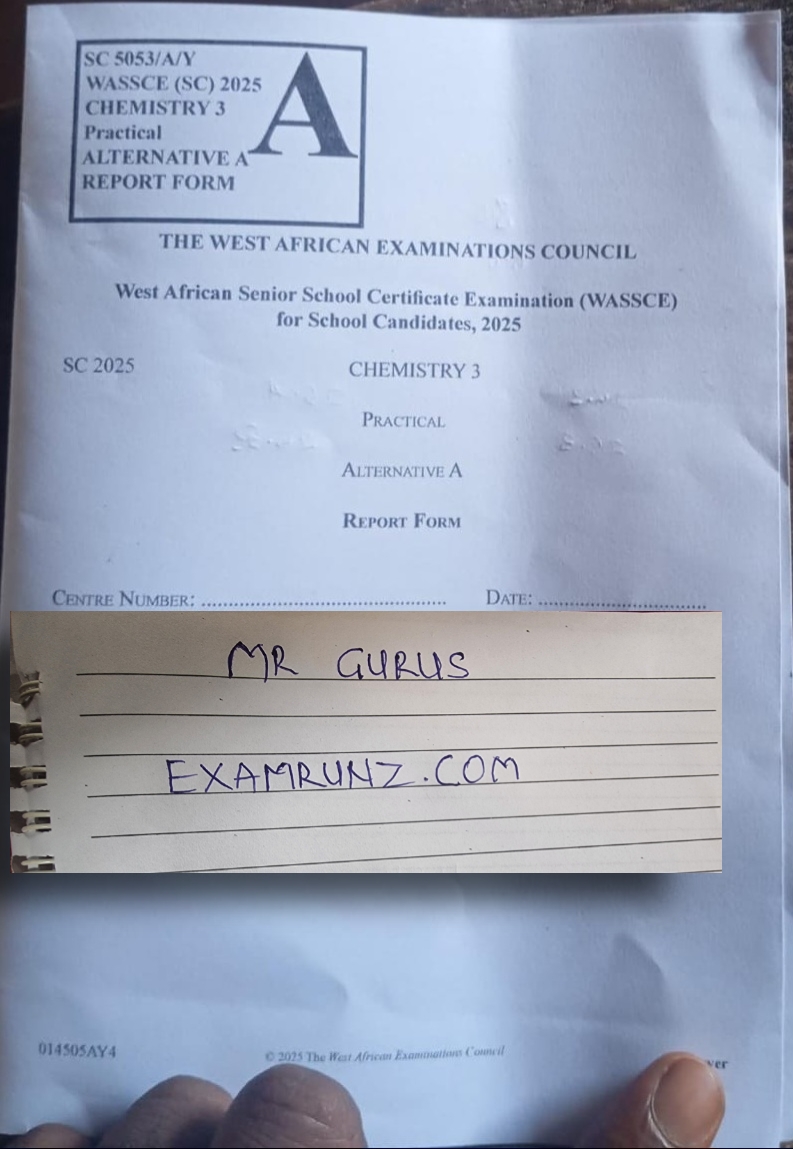 SC 5053/A/Y
WASSCE (SC) 2025
CHEMISTRY 3
Practical
ALTERNATIVE A
REPORT FORM
A
THE WEST AFRICAN EXAMINATIONS COUNCIL
West African Senior School Certificate Examination (WASSCE)
for School Candidates, 2025
SC 2025
CHEMISTRY 3
PRACTICAL
ALTERNATIVE A
REPORT FORM
CENTRE NUMBER: ............................................. DATE: ...............................
MR GURUS
EXAMRUNZ.COM
014505AY4
© 2025 The West African Examinations Council